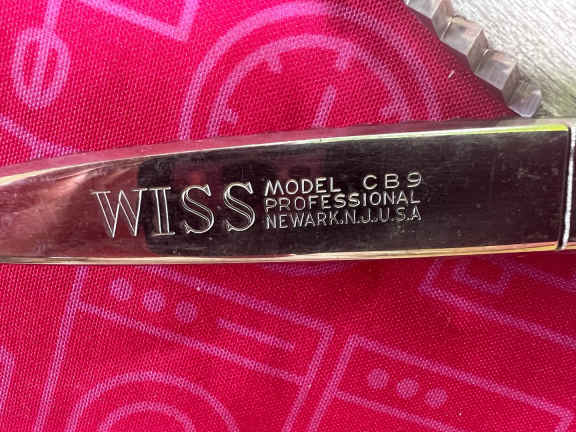 WISS
MODEL CB9
PROFESSIONAL
NEWARK.N.J.U.S.A